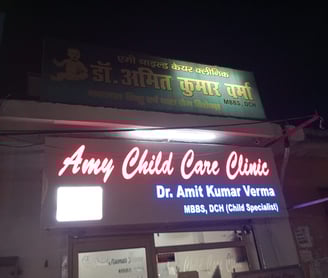 एमी चाइल्ड केयर क्लीनिक
डॉ. अमित कुमार वर्मा
MBBS, DCH
Amy Child Care Clinic
Dr. Amit Kumar Verma
MBBS, DCH (Child Specialist)